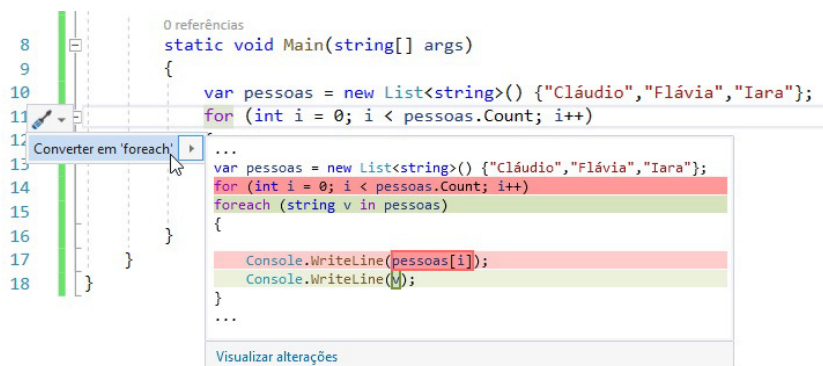 0 referências
8 static void Main(string[] args)
9 {
10 var pessoas = new List<string>() {"Cláudio","Flávia","Iara"};
11 for (int i = 0; i < pessoas.Count; i++)
12
Converter em 'foreach'
...
13
var pessoas = new List<string>() {"Cláudio","Flávia","Iara"};
14
for (int i = 0; i < pessoas.Count; i++)
15
foreach (string v in pessoas)
{
16 }
17 }
Console.WriteLine(pessoas[i]);
18 }
Console.WriteLine(v);
}
...
Visualizar alterações